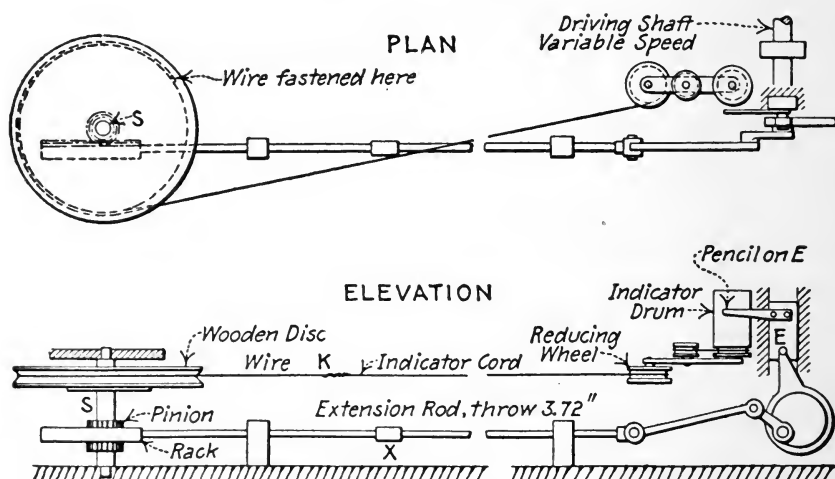 PLAN
Driving Shaft
Variable Speed
Wire fastened here
S
ELEVATION
Pencil on E
Indicator
Drum
E
Wooden Disc
Wire
K
Indicator Cord
Reducing
Wheel
S
Pinion
Rack
Extension Rod, throw 3.72"
X